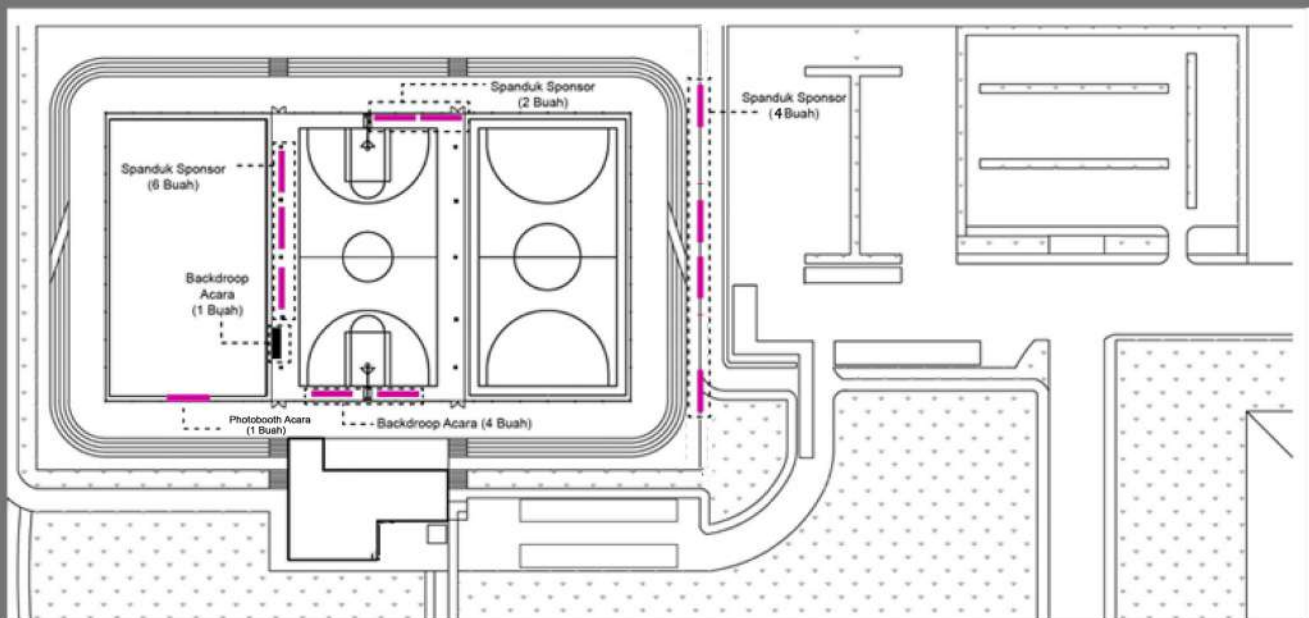 Spanduk Sponsor
(2 Buah)
Spanduk Sponsor
(4 Buah)
Spanduk Sponsor
(6 Buah)
Backdroop
Acara
(1 Buah)
Photobooth Acara
(1 Buah)
Backdroop Acara (4 Buah)